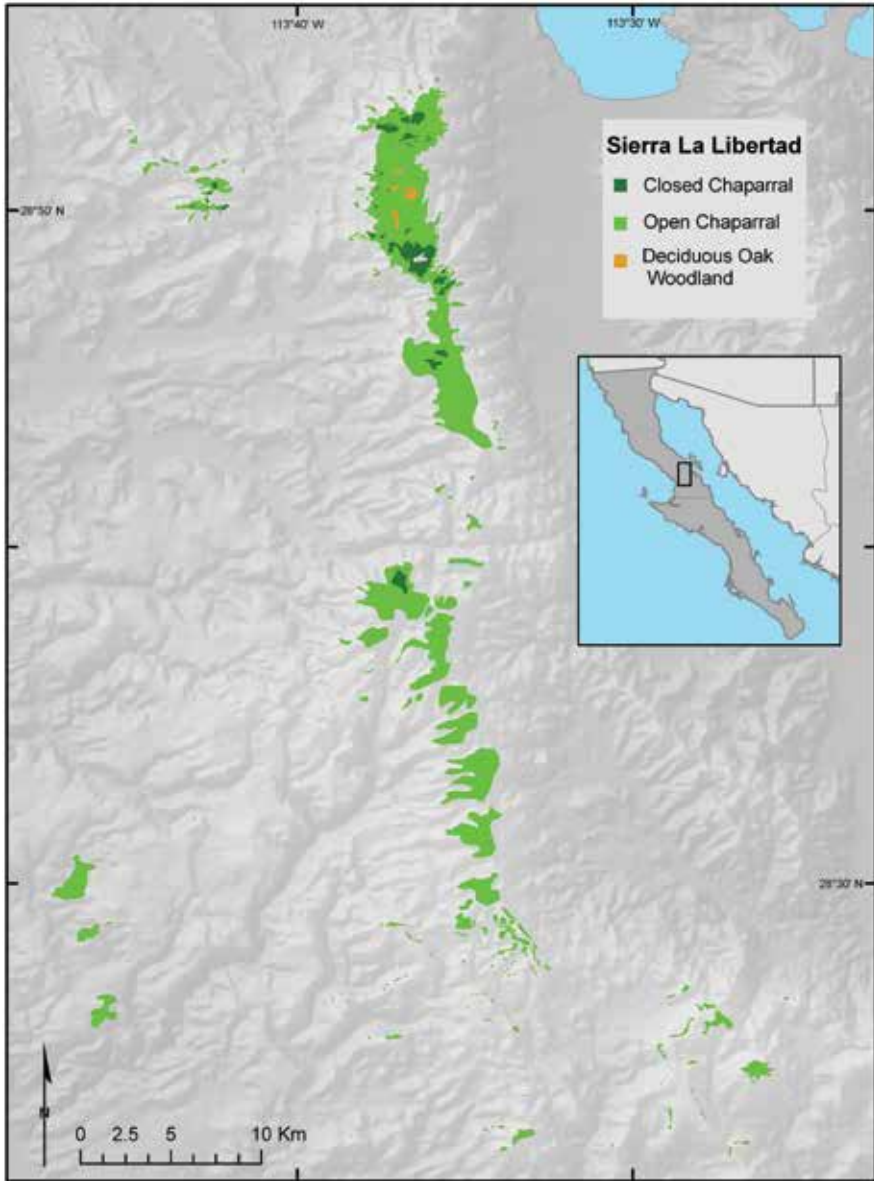 113°40' W
113°30' W
Sierra La Libertad
Closed Chaparral
Open Chaparral
Deciduous Oak
Woodland
28°50' N
28°30' N
N
0 2.5 5 10 Km